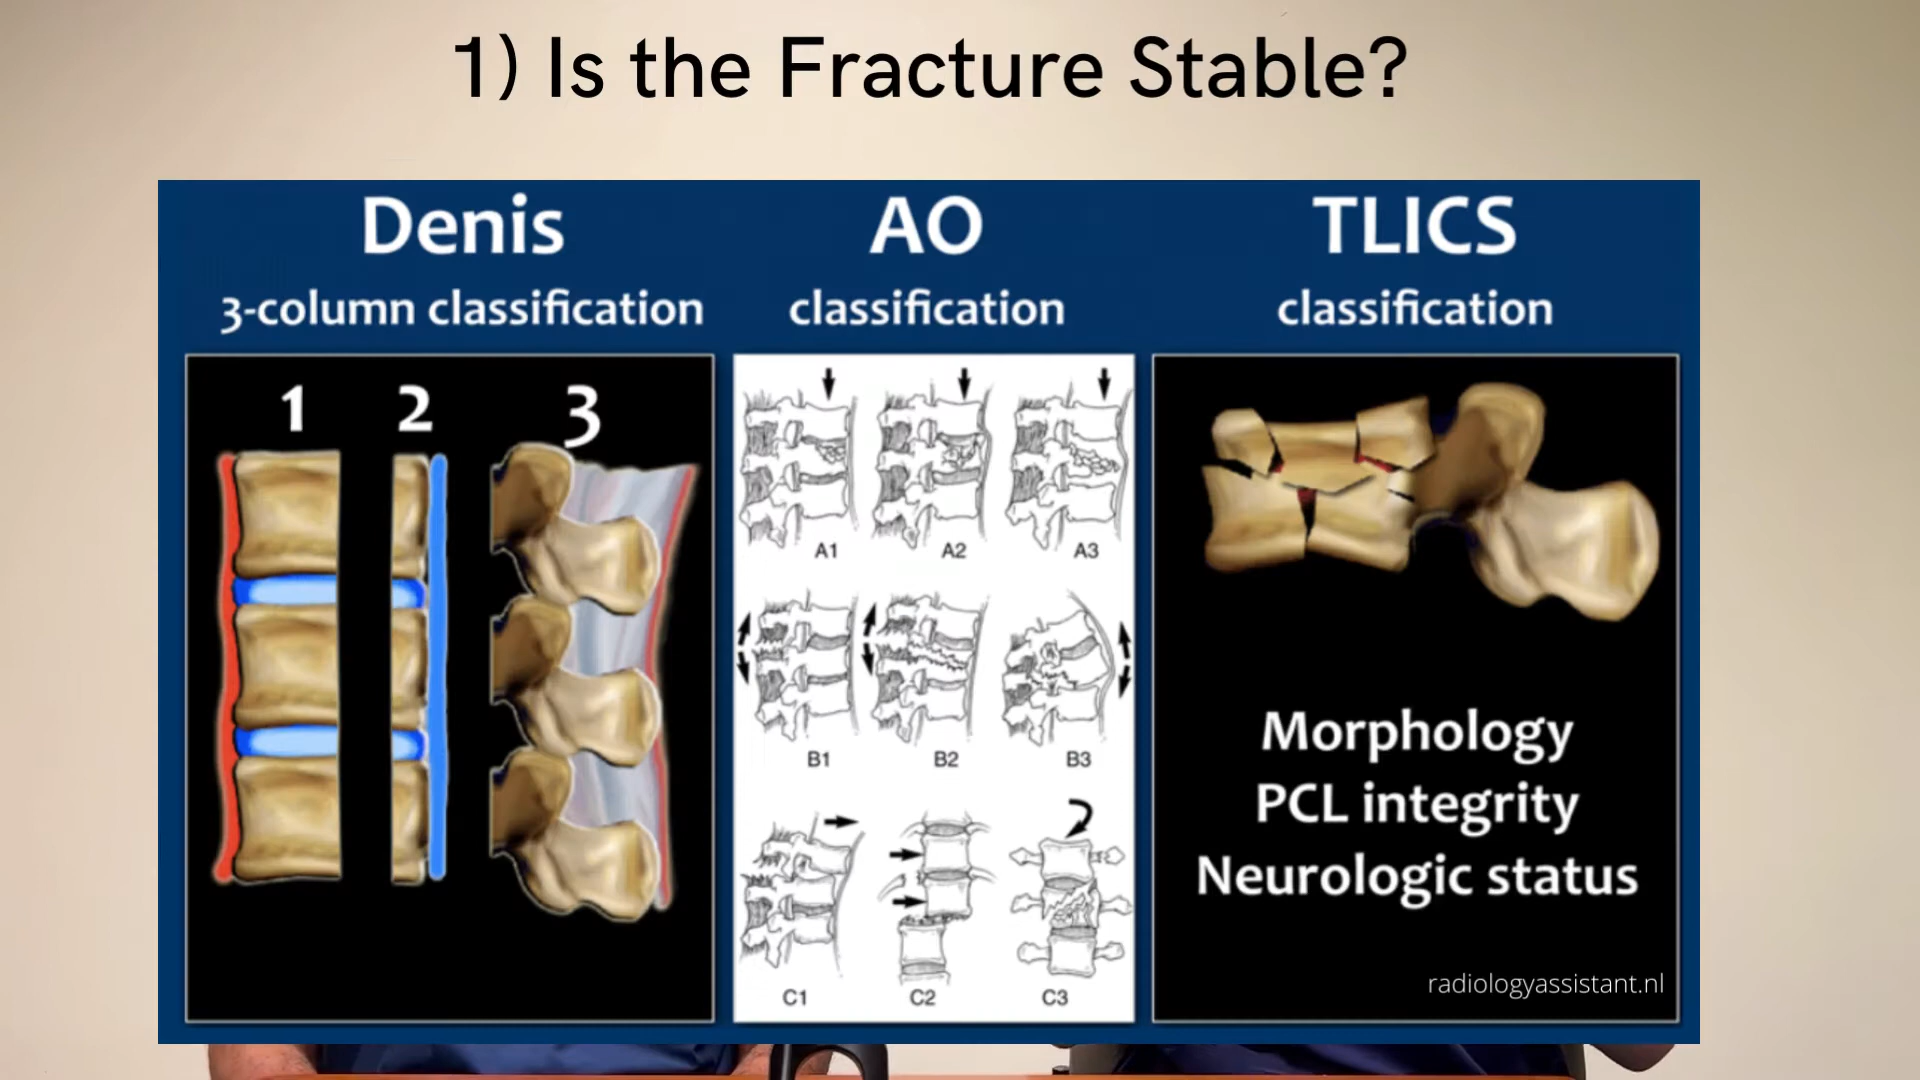 1) Is the Fracture Stable?
Denis
3-column classification
1 2 3
AO
classification
A1 A2 A3
B1 B2 B3
C1 C2 C3
TLICS
classification
Morphology
PCL integrity
Neurologic status
radiologyassistant.nl